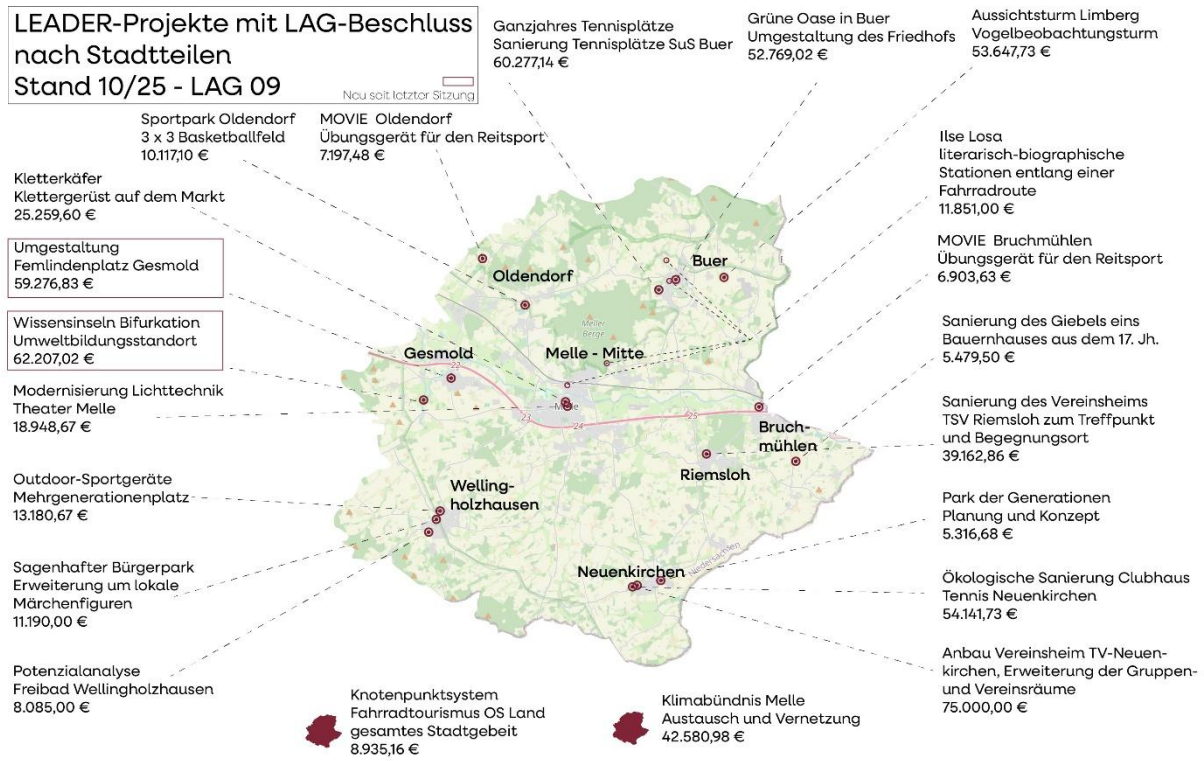 LEADER-Projekte mit LAG-Beschluss
nach Stadtteilen
Stand 10/25 - LAG 09
Neu seit letzter Sitzung
Ganzjahres Tennisplätze
Sanierung Tennisplätze SuS Buer
60.277,14 €
Grüne Oase in Buer
Umgestaltung des Friedhofs
52.769,02 €
Aussichtsturm Limberg
Vogelbeobachtungsturm
53.647,73 €
Sportpark Oldendorf
3 x 3 Basketballfeld
10.117,10 €
MOVIE Oldendorf
Übungsgerät für den Reitsport
7.197,48 €
Kletterkäfer
Klettergerüst auf dem Markt
25.259,60 €
Umgestaltung
Femlindenplatz Gesmold
59.276,83 €
Wissensinseln Bifurkation
Umweltbildungsstandort
62.207,02 €
Modernisierung Lichttechnik
Theater Melle
18.948,67 €
Outdoor-Sportgeräte
Mehrgenerationenplatz
13.180,67 €
Sagenhafter Bürgerpark
Erweiterung um lokale
Märchenfiguren
11.190,00 €
Potenzialanalyse
Freibad Wellingholzhausen
8.085,00 €
Ilse Losa
literarisch-biographische
Stationen entlang einer
Fahrradroute
11.851,00 €
MOVIE Bruchmühlen
Übungsgerät für den Reitsport
6.903,63 €
Sanierung des Giebels eins
Bauernhauses aus dem 17. Jh.
5.479,50 €
Sanierung des Vereinsheims
TSV Riemsloh zum Treffpunkt
und Begegnungsort
39.162,86 €
Park der Generationen
Planung und Konzept
5.316,68 €
Ökologische Sanierung Clubhaus
Tennis Neuenkirchen
54.141,73 €
Anbau Vereinsheim TV-Neuen-
kirchen, Erweiterung der Gruppen-
und Vereinsräume
75.000,00 €
Oldendorf
Buer
Meller
Berge
Gesmold
Melle - Mitte
22
23
Melle
24
25
Bruch-
mühlen
Riemsloh
Welling-
holzhausen
Neuenkirchen
Niedersachsen
Knotenpunktsystem
Fahrradtourismus OS Land
gesamtes Stadtgebeit
8.935,16 €
Klimabündnis Melle
Austausch und Vernetzung
42.580,98 €